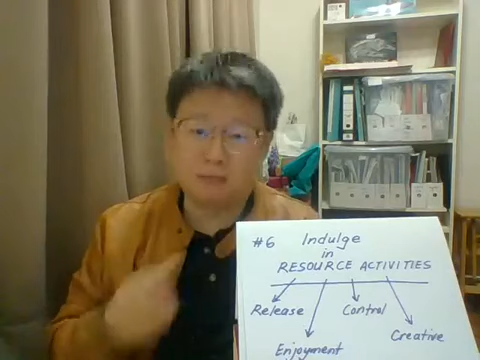 #6 Indulge
in
RESOURCE ACTIVITIES
Release Control
Enjoyment Creative